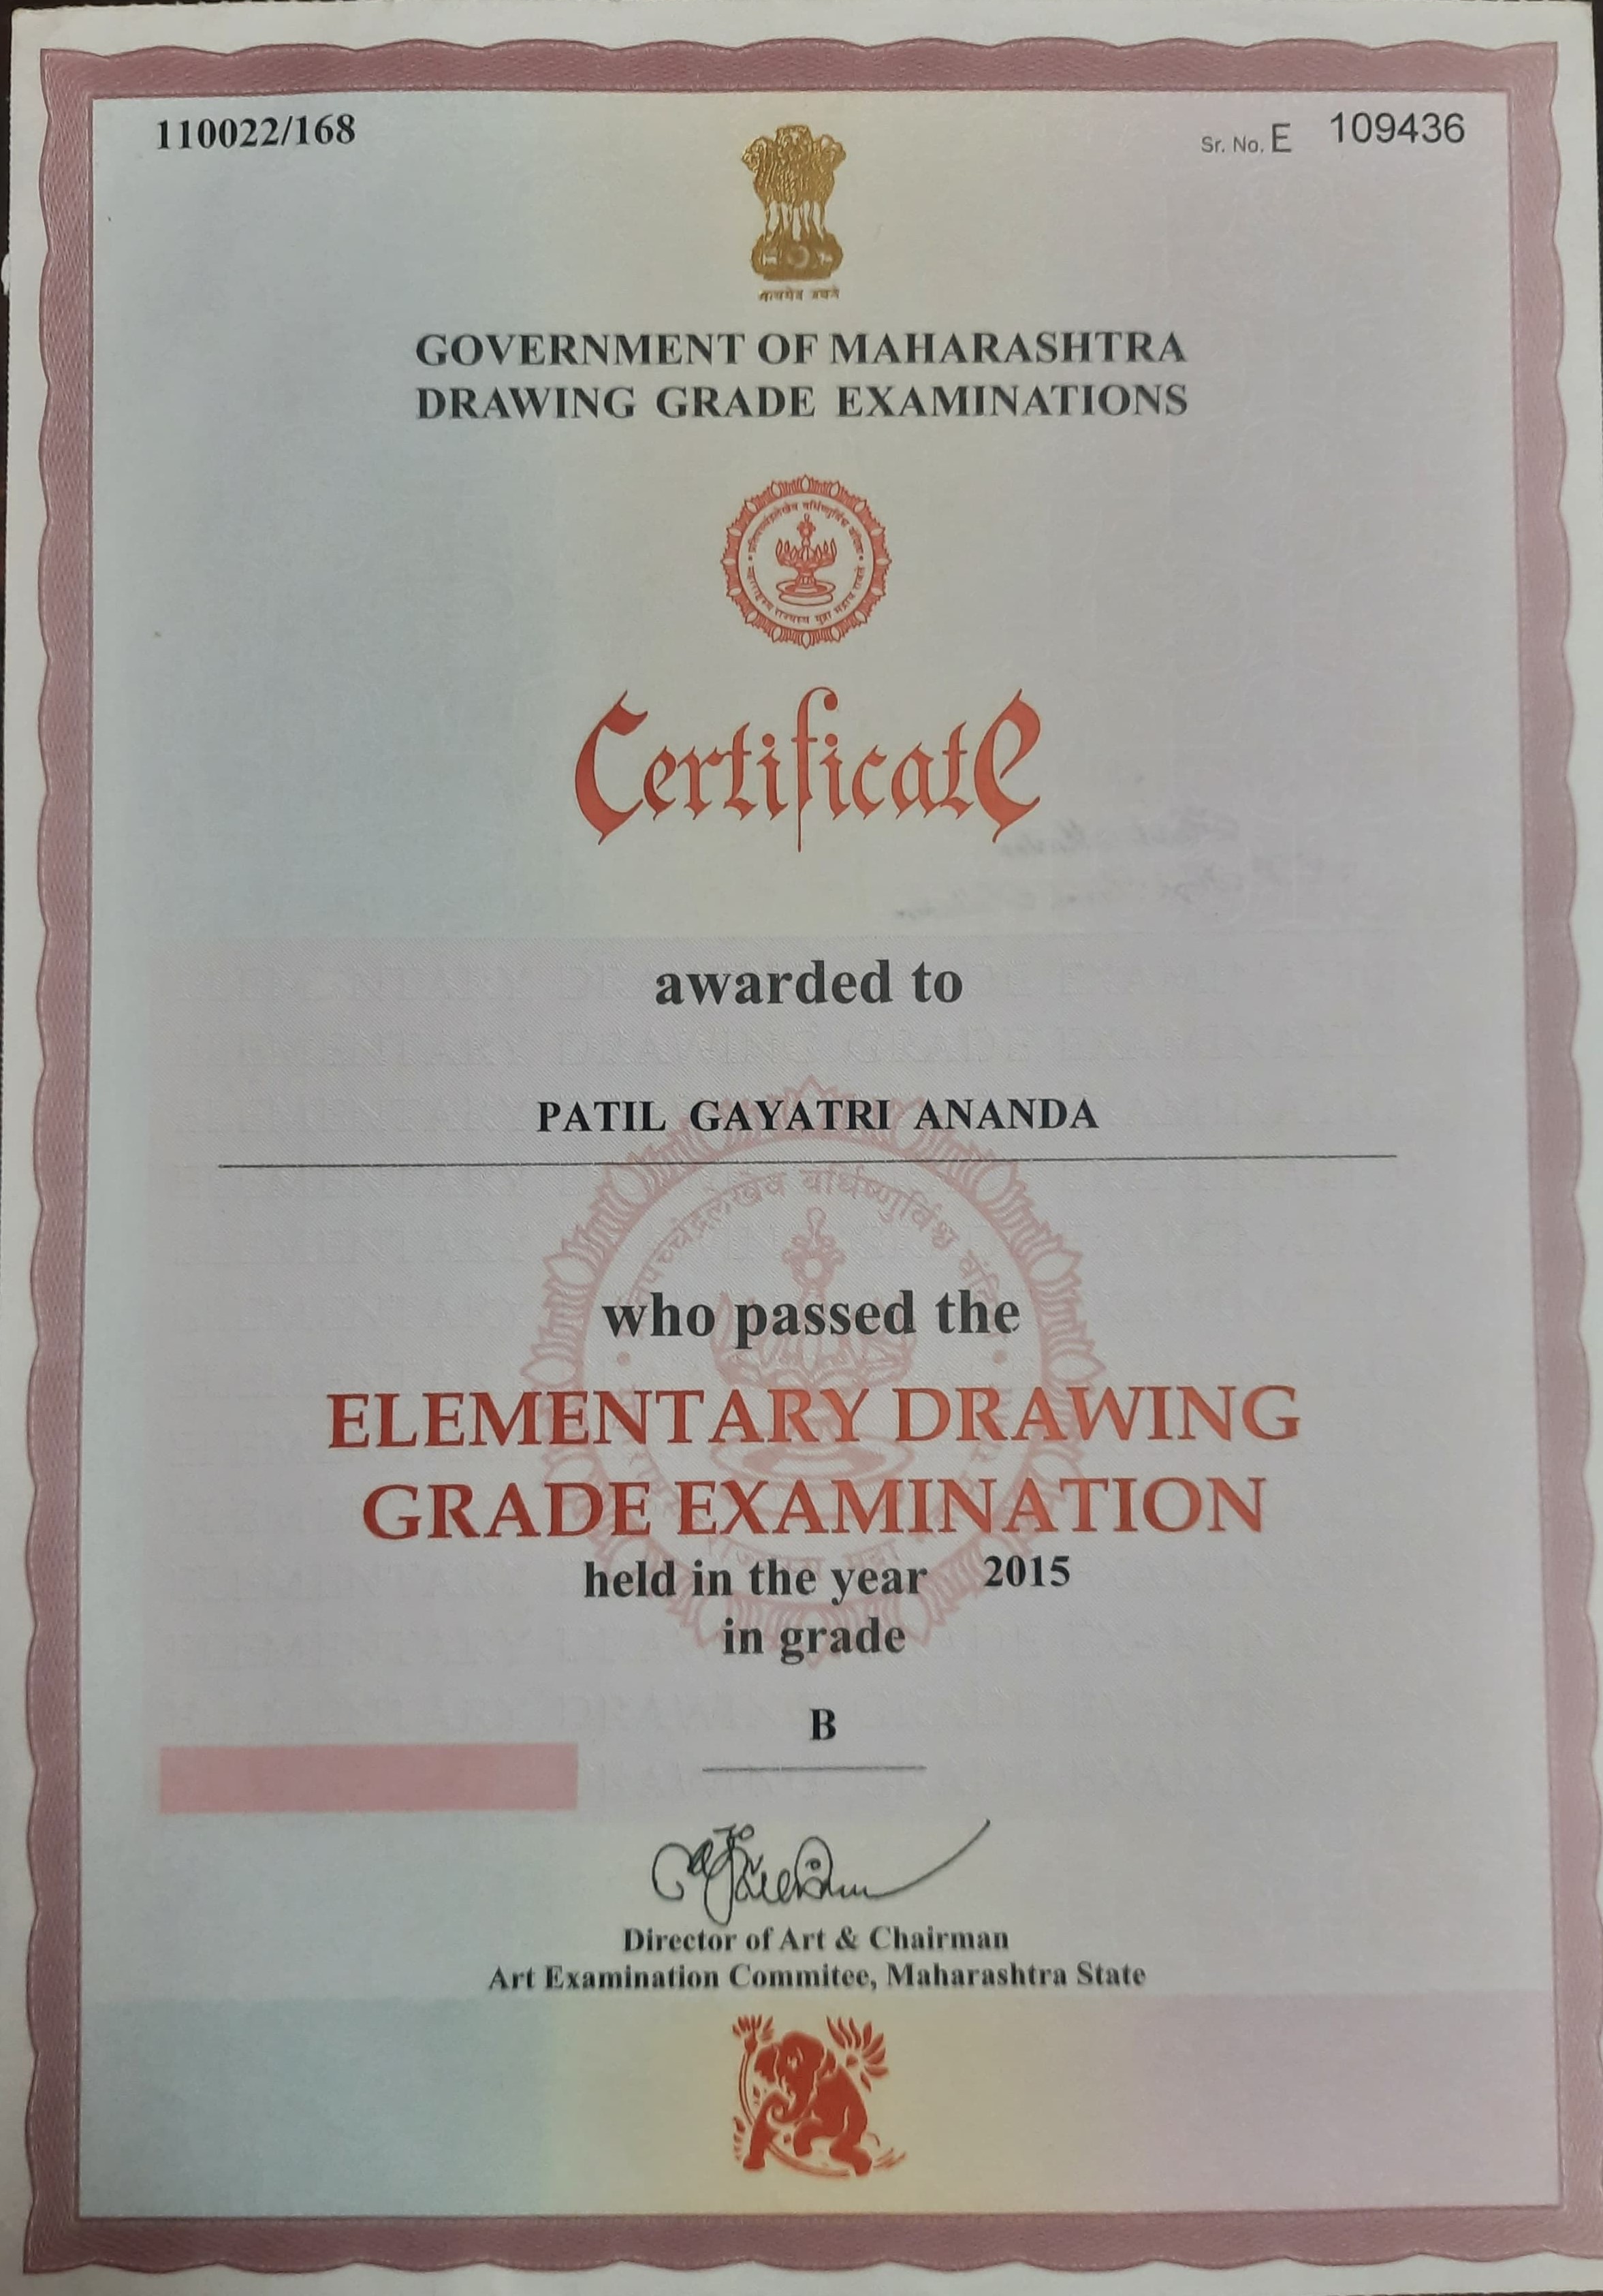 110022/168
Sr. No. E 109436
सत्यमेव जयते
GOVERNMENT OF MAHARASHTRA
DRAWING GRADE EXAMINATIONS
Certificate
awarded to
PATIL GAYATRI ANANDA
who passed the
ELEMENTARY DRAWING
GRADE EXAMINATION
held in the year 2015
in grade
B
Director of Art & Chairman
Art Examination Commitee, Maharashtra State